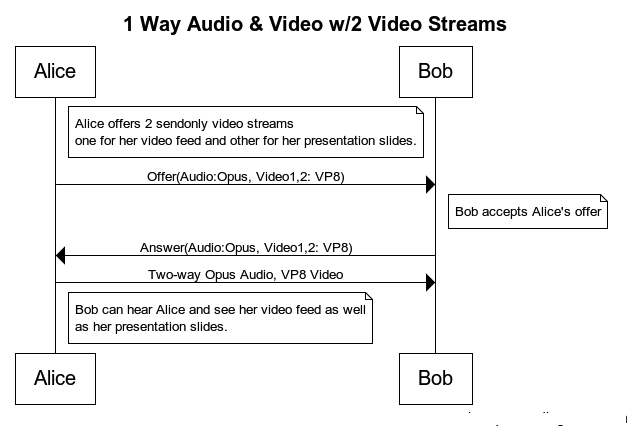 1 Way Audio & Video w/2 Video Streams
Alice
Bob
Alice offers 2 sendonly video streams
one for her video feed and other for her presentation slides.
Offer(Audio:Opus, Video1,2: VP8)
Bob accepts Alice's offer
Answer(Audio:Opus, Video1,2: VP8)
Two-way Opus Audio, VP8 Video
Bob can hear Alice and see her video feed as well
as her presentation slides.
Alice
Bob